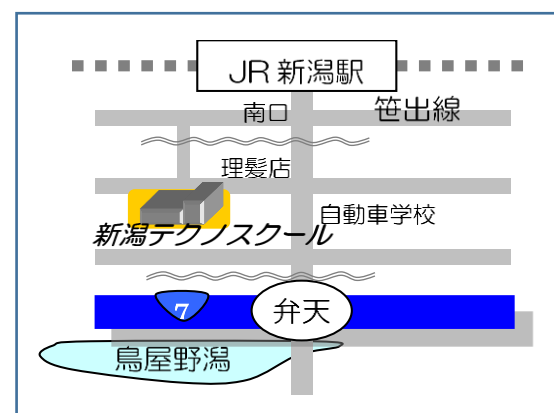 JR 新潟駅
南口
笹出線
理髪店
自動車学校
新潟テクノスクール
7
弁天
鳥屋野潟